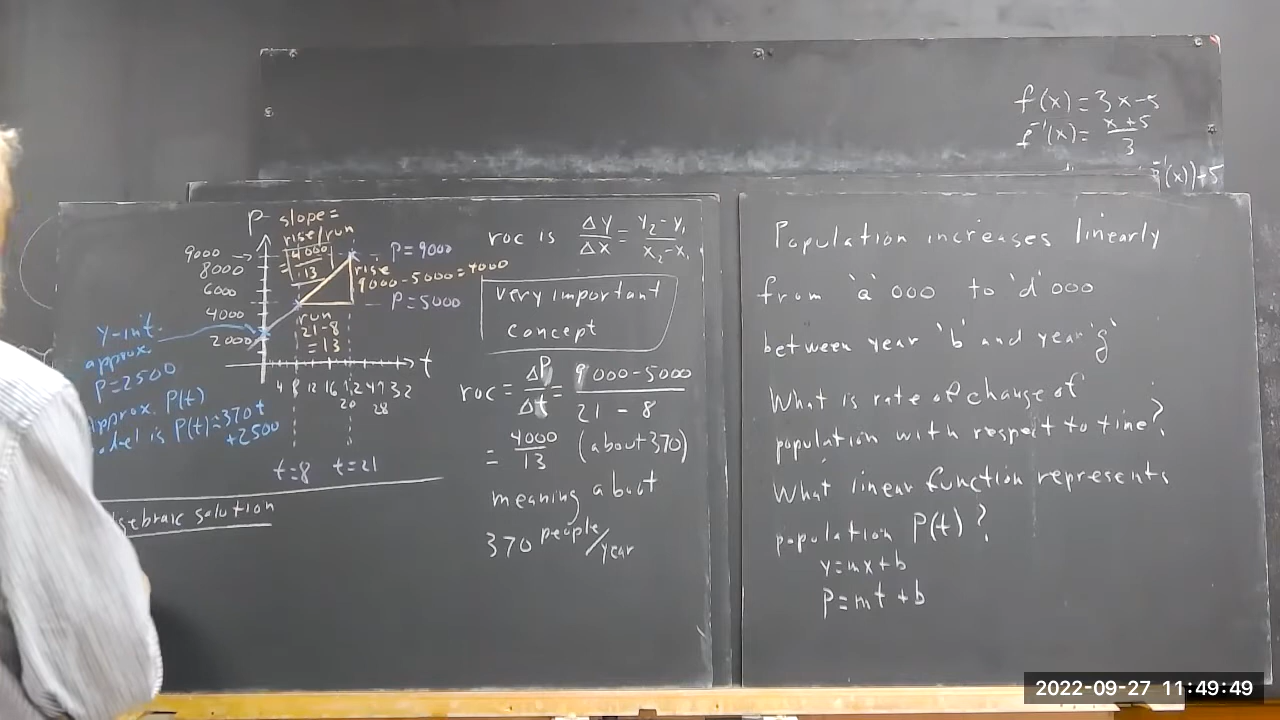 f(x)=3x-5
f⁻¹(x)= x+5
3
⁻¹(x))+5
P
slope=
rise/run
= 4000
13
9000
8000
6000
4000
2000
P=9000
rise
9000-5000=4000
P=5000
run
21-8
=13
t
4 8 12 16
20
28 32
t=8 t=21
Y-int.
approx.
P=2500
approx. P(t)
model is P(t)=370t
+2500
algebraic solution
roc is ΔY/ΔX = Y₂-Y₁/X₂-X₁
very important
concept
roc = ΔP/Δt = 9000-5000
21-8
= 4000/13 (about 370)
meaning about
370 people/year
Population increases linearly
from 'a' 000 to 'd' 000
between year 'b' and year 'g'
What is rate of change of
population with respect to time?
What linear function represents
population P(t)?
y=mx+b
P=mt+b
2022-09-27 11:49:49